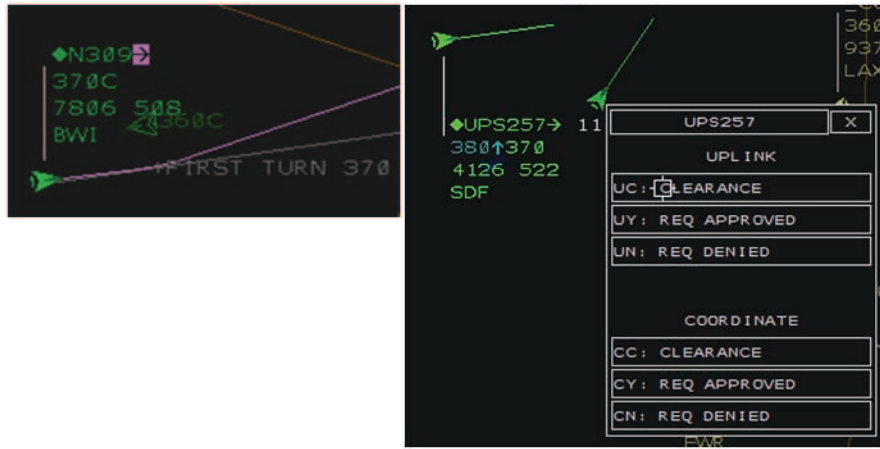 ◆N309→
370C
7806 508
360C
BWI
↑FIRST TURN 370
360
937
LAX
◆UPS257→ 11
380↑370
4126 522
SDF
UPS257 X
UPLINK
UC: CLEARANCE
UY: REQ APPROVED
UN: REQ DENIED
COORDINATE
CC: CLEARANCE
CY: REQ APPROVED
CN: REQ DENIED
EWR